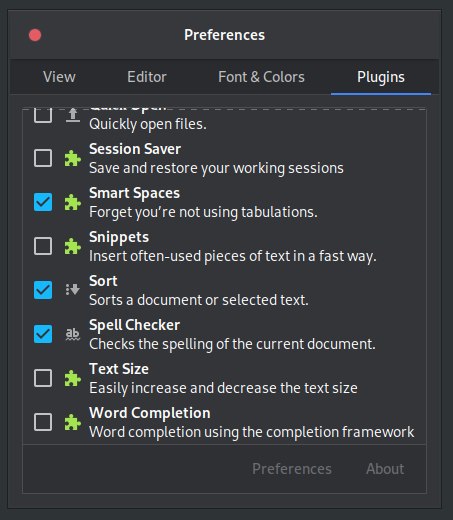 Preferences
View Editor Font & Colors Plugins
Quick Open
Quickly open files.
Session Saver
Save and restore your working sessions
Smart Spaces
Forget you’re not using tabulations.
Snippets
Insert often-used pieces of text in a fast way.
Sort
Sorts a document or selected text.
ab
Spell Checker
Checks the spelling of the current document.
Text Size
Easily increase and decrease the text size
Word Completion
Word completion using the completion framework
Preferences About